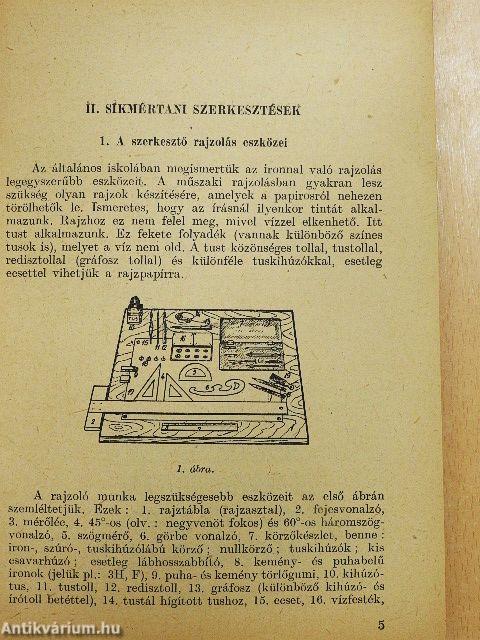 II. SÍKMÉRTANI SZERKESZTÉSEK
1. A szerkesztő rajzolás eszközei
Az általános iskolában megismertük az ironnal való rajzolás
legegyszerűbb eszközeit. A műszaki rajzolásban gyakran lesz
szükség olyan rajzok készítésére, amelyek a papirosról nehezen
törölhetők le. Ismeretes, hogy az írásnál ilyenkor tintát alkal-
mazunk. Rajzhoz ez nem felel meg, mivel vízzel elkenhető. Itt
tust alkalmazunk. Ez fekete folyadék (vannak különböző színes
tusok is), melyet a víz nem old. A tust közönséges tollal, tustollal,
redisztollal (gráfosz tollal) és különféle tuskihúzókkal, esetleg
ecsettel vihetjük a rajzpapírra.
1. ábra.
A rajzoló munka legszükségesebb eszközeit az első ábrán
szemléltetjük. Ezek: 1. rajztábla (rajzasztal), 2. fejesvonalzó,
3. mérőléc, 4. 45°-os (olv.: negyvenöt fokos) és 60°-os háromszög-
vonalzó, 5. szögmérő, 6. görbe vonalzó, 7. körzőkészlet, benne:
iron-, szúró-, tuskihúzólábú körző; nullkörző; tuskihúzók; kis
csavarhúzó; esetleg lábhosszabbító, 8. kemény- és puhabelű
ironok (jelük pl.: 3H, F), 9. puha- és kemény törlőgumi, 10. kihúzó-
tus, 11. tustoll, 12. redisztoll, 13. gráfosz (különböző kihúzó- és
írótoll betéttel), 14. tustál hígított tushoz, 15. ecset, 16. vízfesték,
5
Antikvárium.hu